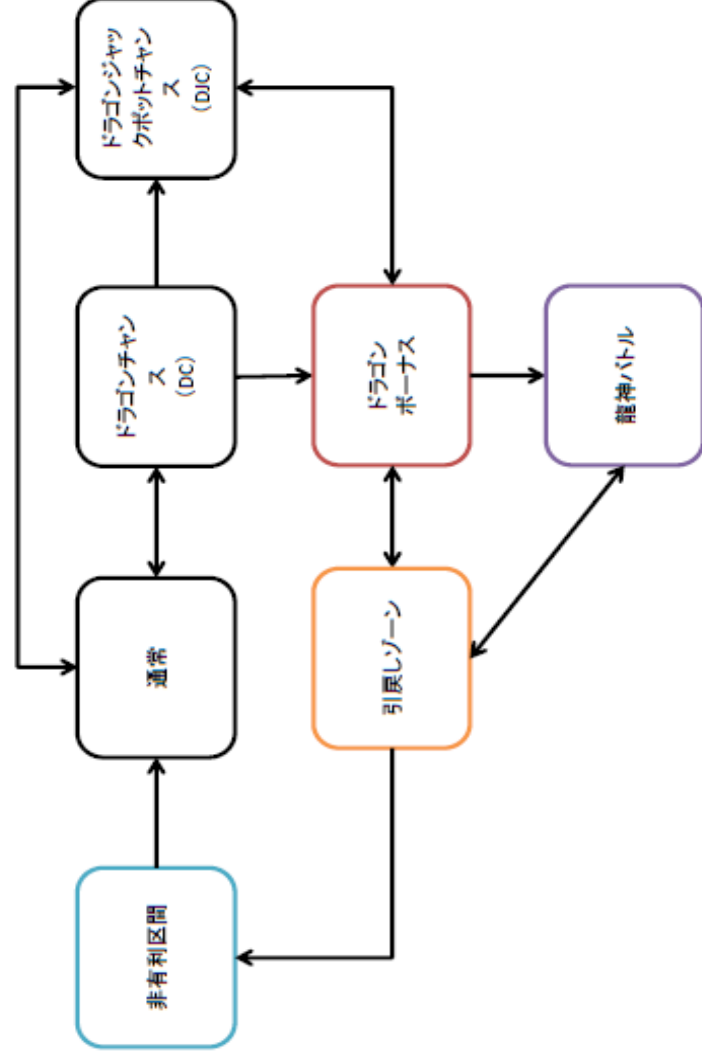 非有利区間
通常
ドラゴンチャン
ス
(DC)
ドラゴンジャッ
クポットチャン
ス
(DJC)
引戻しゾーン
ドラゴン
ボーナス
龍神バトル